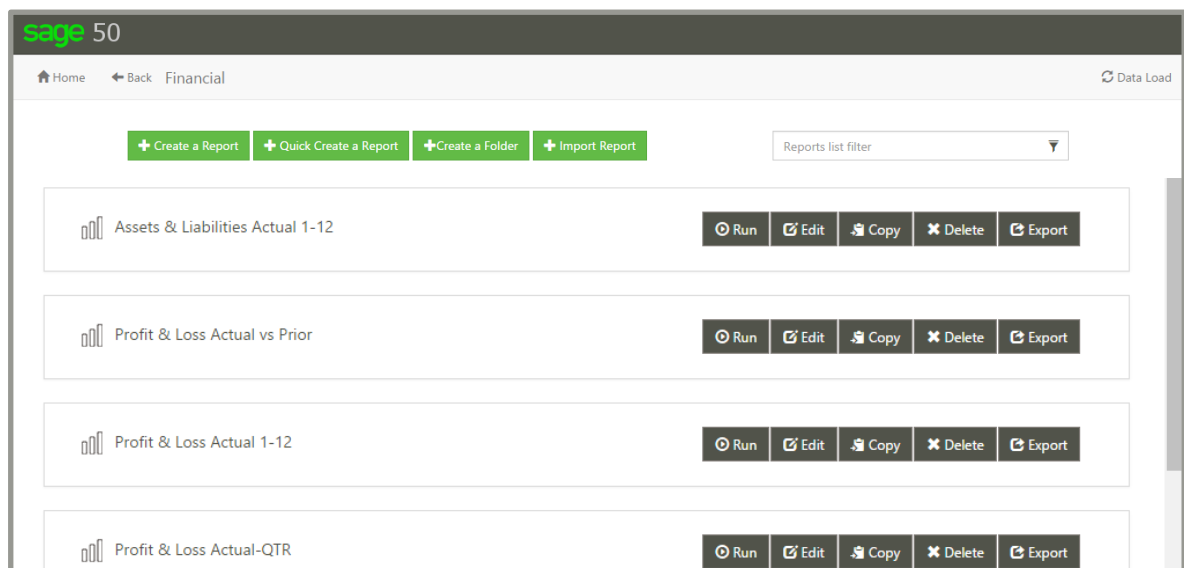 sage 50
Home Back Financial Data Load
Create a Report Quick Create a Report Create a Folder Import Report Reports list filter
Assets & Liabilities Actual 1-12 Run Edit Copy Delete Export
Profit & Loss Actual vs Prior Run Edit Copy Delete Export
Profit & Loss Actual 1-12 Run Edit Copy Delete Export
Profit & Loss Actual-QTR Run Edit Copy Delete Export